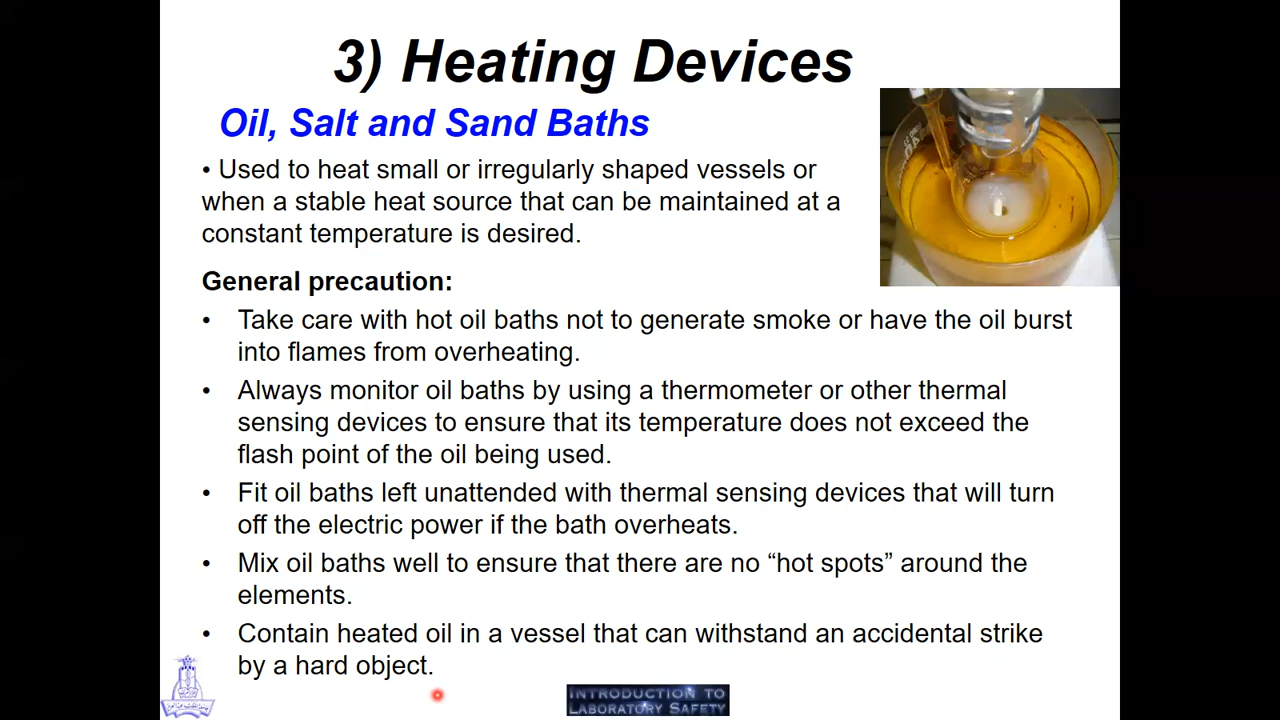 3) Heating Devices
Oil, Salt and Sand Baths
• Used to heat small or irregularly shaped vessels or
when a stable heat source that can be maintained at a
constant temperature is desired.
General precaution:
• Take care with hot oil baths not to generate smoke or have the oil burst
into flames from overheating.
• Always monitor oil baths by using a thermometer or other thermal
sensing devices to ensure that its temperature does not exceed the
flash point of the oil being used.
• Fit oil baths left unattended with thermal sensing devices that will turn
off the electric power if the bath overheats.
• Mix oil baths well to ensure that there are no “hot spots” around the
elements.
• Contain heated oil in a vessel that can withstand an accidental strike
by a hard object.
INTRODUCTION TO
LABORATORY SAFETY